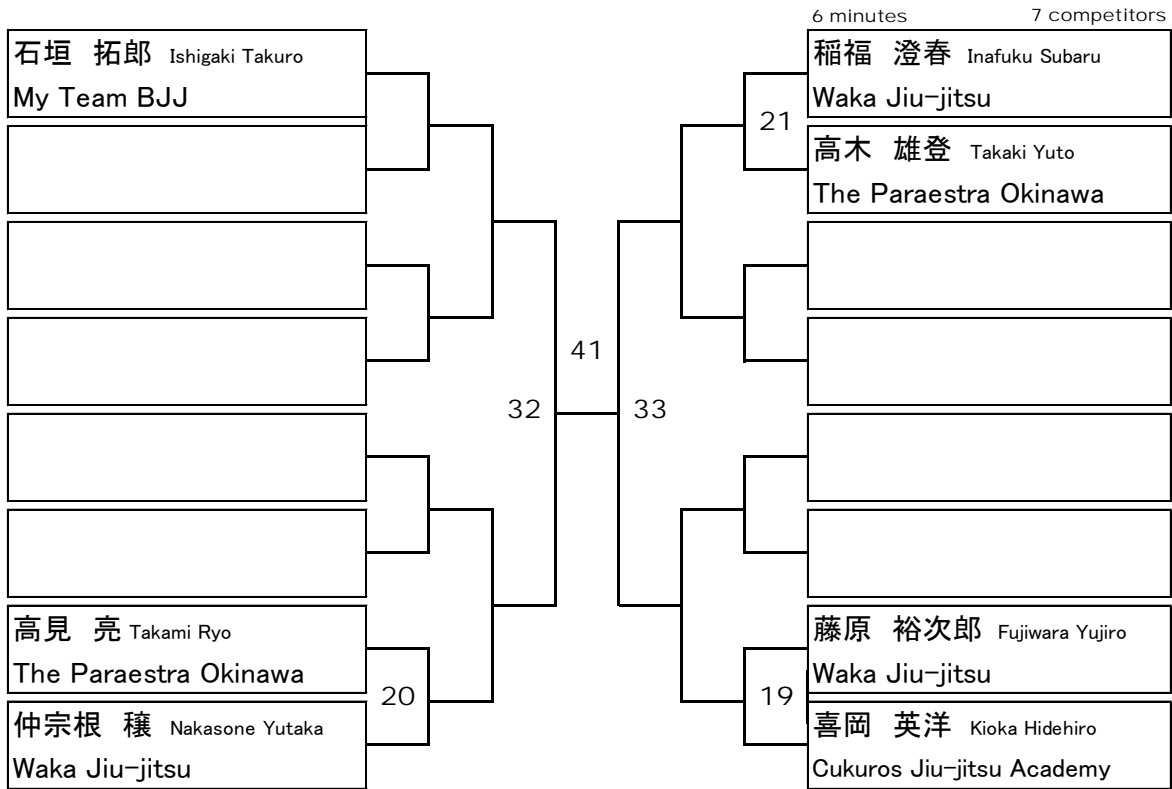 6 minutes 7 competitors
石垣 拓郎 Ishigaki Takuro
My Team BJJ
高見 亮 Takami Ryo
The Paraestra Okinawa
仲宗根 穣 Nakasone Yutaka
Waka Jiu-jitsu
20
32
41
33
21
稲福 澄春 Inafuku Subaru
Waka Jiu-jitsu
高木 雄登 Takaki Yuto
The Paraestra Okinawa
19
藤原 裕次郎 Fujiwara Yujiro
Waka Jiu-jitsu
喜岡 英洋 Kioka Hidehiro
Cukuros Jiu-jitsu Academy